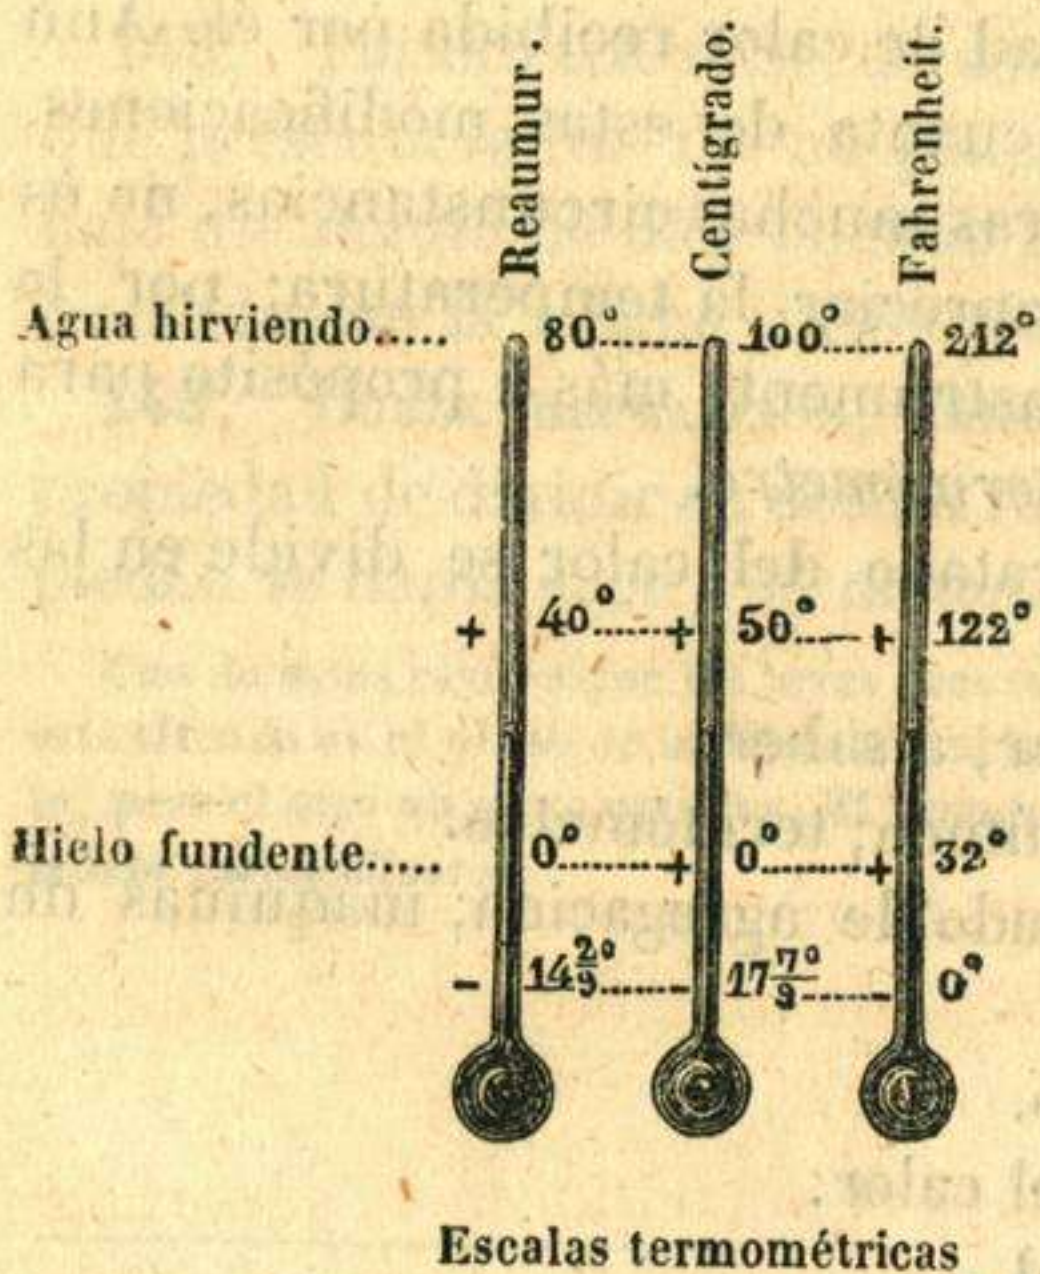 Reaumur. Centígrado. Fahrenheit.
Agua hirviendo..... 80° ........ 100° ........ 212°
+ 40° ....... + 50° ....... + 122°
Hielo fundente..... 0° ........ + 0° ........ + 32°
- 14 2/9° ........ 17 7/9° ........ 0°
Escalas termométricas